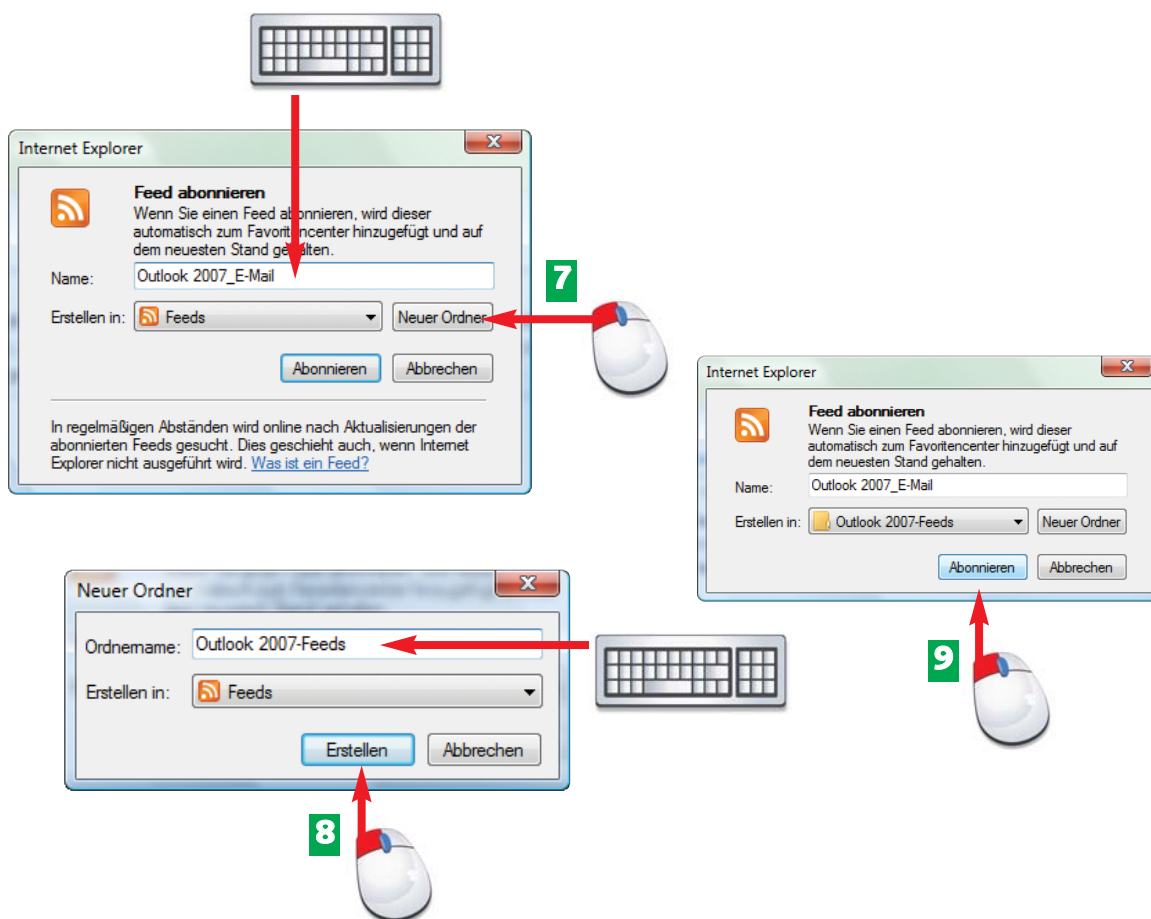 Internet Explorer
Feed abonnieren
Wenn Sie einen Feed abonnieren, wird dieser
automatisch zum Favoritencenter hinzugefügt und auf
dem neuesten Stand gehalten.
Name: Outlook 2007_E-Mail
Erstellen in: Feeds Neuer Ordner
Abonnieren Abbrechen
In regelmäßigen Abständen wird online nach Aktualisierungen der
abonnierten Feeds gesucht. Dies geschieht auch, wenn Internet
Explorer nicht ausgeführt wird. Was ist ein Feed?
7
Neuer Ordner
Ordnername: Outlook 2007-Feeds
Erstellen in: Feeds
Erstellen Abbrechen
8
Internet Explorer
Feed abonnieren
Wenn Sie einen Feed abonnieren, wird dieser
automatisch zum Favoritencenter hinzugefügt und auf
dem neuesten Stand gehalten.
Name: Outlook 2007_E-Mail
Erstellen in: Outlook 2007-Feeds Neuer Ordner
Abonnieren Abbrechen
9